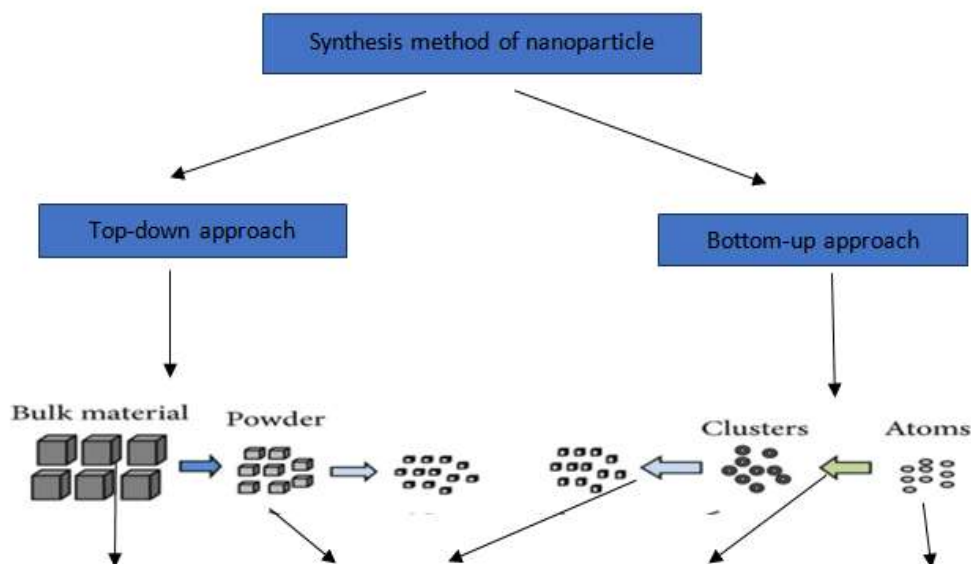 Synthesis method of nanoparticle
Top-down approach
Bottom-up approach
Bulk material
Powder
Clusters
Atoms